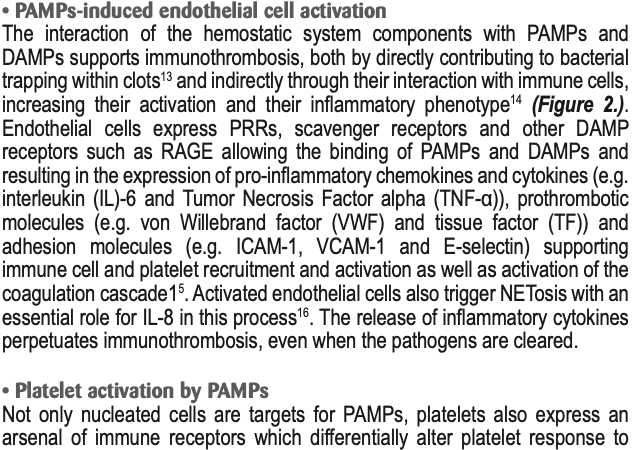 • PAMPs-induced endothelial cell activation
The interaction of the hemostatic system components with PAMPs and
DAMPs supports immunothrombosis, both by directly contributing to bacterial
trapping within clots¹³ and indirectly through their interaction with immune cells,
increasing their activation and their inflammatory phenotype¹⁴ (Figure 2.).
Endothelial cells express PRRs, scavenger receptors and other DAMP
receptors such as RAGE allowing the binding of PAMPs and DAMPs and
resulting in the expression of pro-inflammatory chemokines and cytokines (e.g.
interleukin (IL)-6 and Tumor Necrosis Factor alpha (TNF-α)), prothrombotic
molecules (e.g. von Willebrand factor (VWF) and tissue factor (TF)) and
adhesion molecules (e.g. ICAM-1, VCAM-1 and E-selectin) supporting
immune cell and platelet recruitment and activation as well as activation of the
coagulation cascade1⁵. Activated endothelial cells also trigger NETosis with an
essential role for IL-8 in this process¹⁶. The release of inflammatory cytokines
perpetuates immunothrombosis, even when the pathogens are cleared.
• Platelet activation by PAMPs
Not only nucleated cells are targets for PAMPs, platelets also express an
arsenal of immune receptors which differentially alter platelet response to